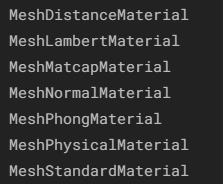 MeshDistanceMaterial
MeshLambertMaterial
MeshMatcapMaterial
MeshNormalMaterial
MeshPhongMaterial
MeshPhysicalMaterial
MeshStandardMaterial